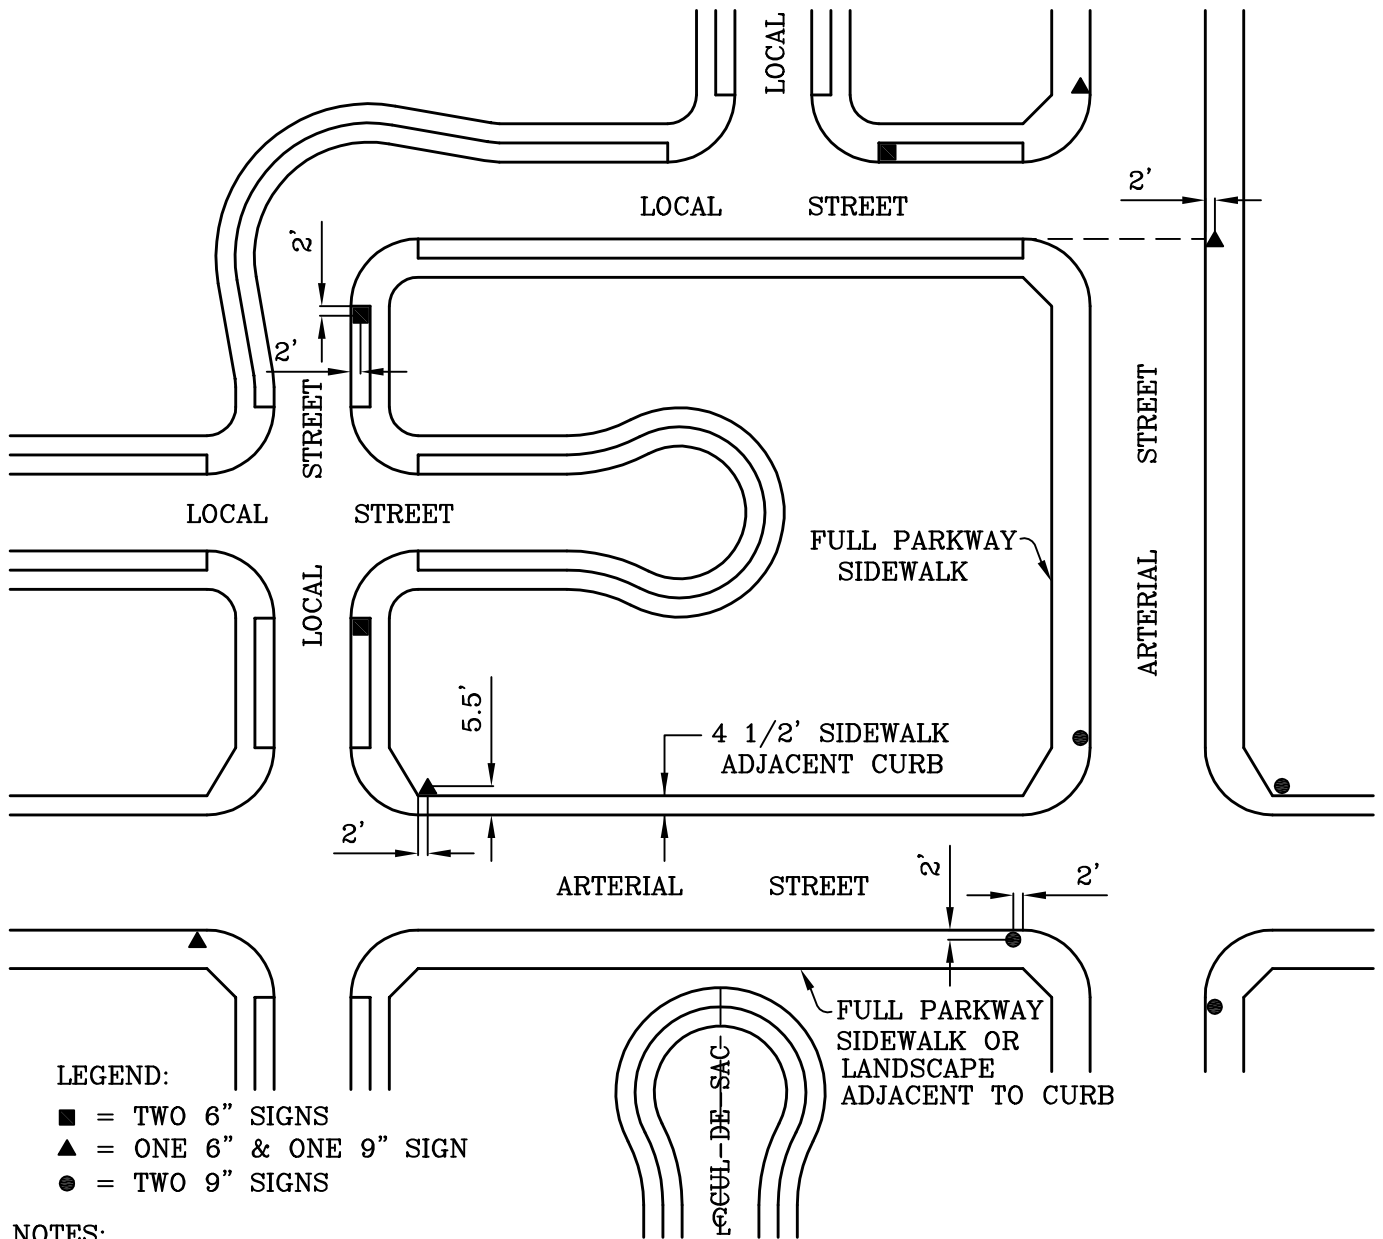 LOCAL
2'
LOCAL STREET
2'
2'
STREET
STREET
LOCAL STREET
FULL PARKWAY
SIDEWALK
LOCAL
ARTERIAL
5.5'
4 1/2' SIDEWALK
ADJACENT CURB
2'
2'
2'
ARTERIAL STREET
FULL PARKWAY
SIDEWALK OR
LANDSCAPE
ADJACENT TO CURB
CUL-DE-SAC
LEGEND:
■ = TWO 6" SIGNS
▲ = ONE 6" & ONE 9" SIGN
● = TWO 9" SIGNS
NOTES: